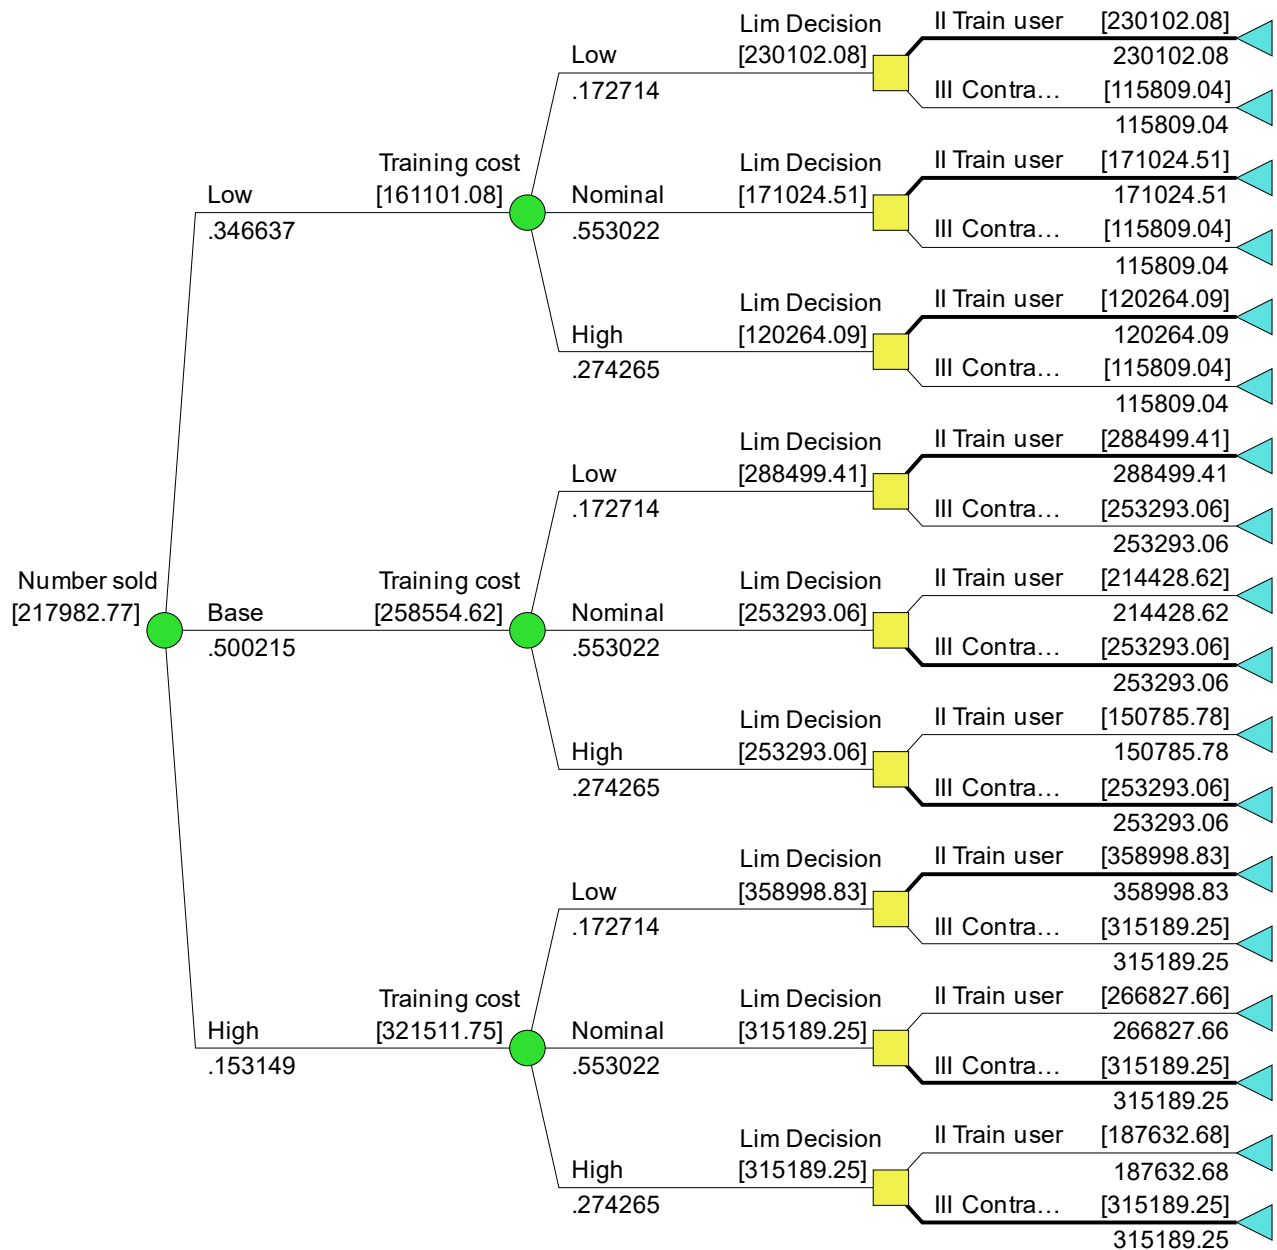 Lim Decision
II Train user [230102.08]
Low [230102.08]
230102.08
.172714
III Contra… [115809.04]
115809.04
Training cost
Lim Decision
II Train user [171024.51]
Low [161101.08]
Nominal [171024.51]
171024.51
.346637
.553022
III Contra… [115809.04]
115809.04
Lim Decision
II Train user [120264.09]
High [120264.09]
120264.09
.274265
III Contra… [115809.04]
115809.04
Lim Decision
II Train user [288499.41]
Low [288499.41]
288499.41
.172714
III Contra… [253293.06]
253293.06
Number sold
Training cost
Lim Decision
II Train user [214428.62]
[217982.77]
Base [258554.62]
Nominal [253293.06]
214428.62
.500215
.553022
III Contra… [253293.06]
253293.06
Lim Decision
II Train user [150785.78]
High [253293.06]
150785.78
.274265
III Contra… [253293.06]
253293.06
Lim Decision
II Train user [358998.83]
Low [358998.83]
358998.83
.172714
III Contra… [315189.25]
315189.25
Training cost
Lim Decision
II Train user [266827.66]
High [321511.75]
Nominal [315189.25]
266827.66
.153149
.553022
III Contra… [315189.25]
315189.25
Lim Decision
II Train user [187632.68]
High [315189.25]
187632.68
.274265
III Contra… [315189.25]
315189.25